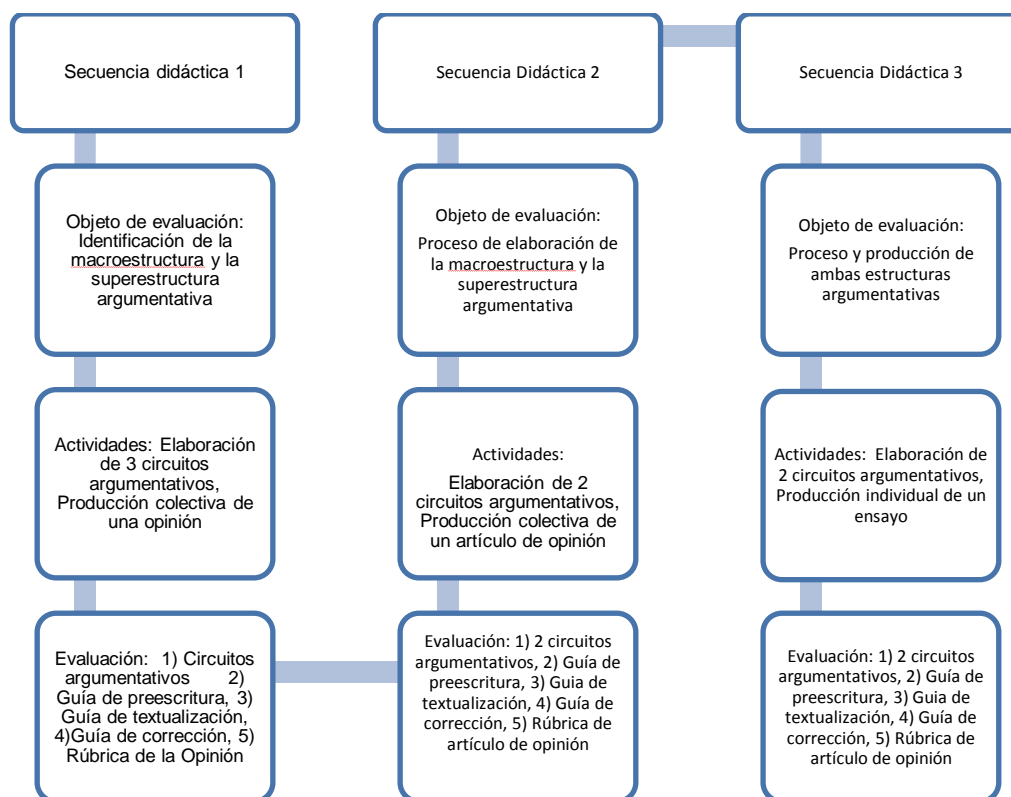 Secuencia didáctica 1
Objeto de evaluación:
Identificación de la
macroestructura y la
superestructura
argumentativa
Actividades: Elaboración
de 3 circuitos
argumentativos,
Producción colectiva de
una opinión
Evaluación: 1) Circuitos
argumentativos 2)
Guía de preescritura, 3)
Guía de textualización,
4)Guía de corrección, 5)
Rúbrica de la Opinión
Secuencia Didáctica 2
Objeto de evaluación:
Proceso de elaboración de
la macroestructura y la
superestructura
argumentativa
Actividades:
Elaboración de 2
circuitos argumentativos,
Producción colectiva de
un artículo de opinión
Evaluación: 1) 2 circuitos
argumentativos, 2) Guía de
preescritura, 3) Guia de
textualización, 4) Guía de
corrección, 5) Rúbrica de
artículo de opinión
Secuencia Didáctica 3
Objeto de evaluación:
Proceso y producción de
ambas estructuras
argumentativas
Actividades: Elaboración de
2 circuitos argumentativos,
Producción individual de un
ensayo
Evaluación: 1) 2 circuitos
argumentativos, 2) Guía de
preescritura, 3) Guia de
textualización, 4) Guía de
corrección, 5) Rúbrica de
artículo de opinión